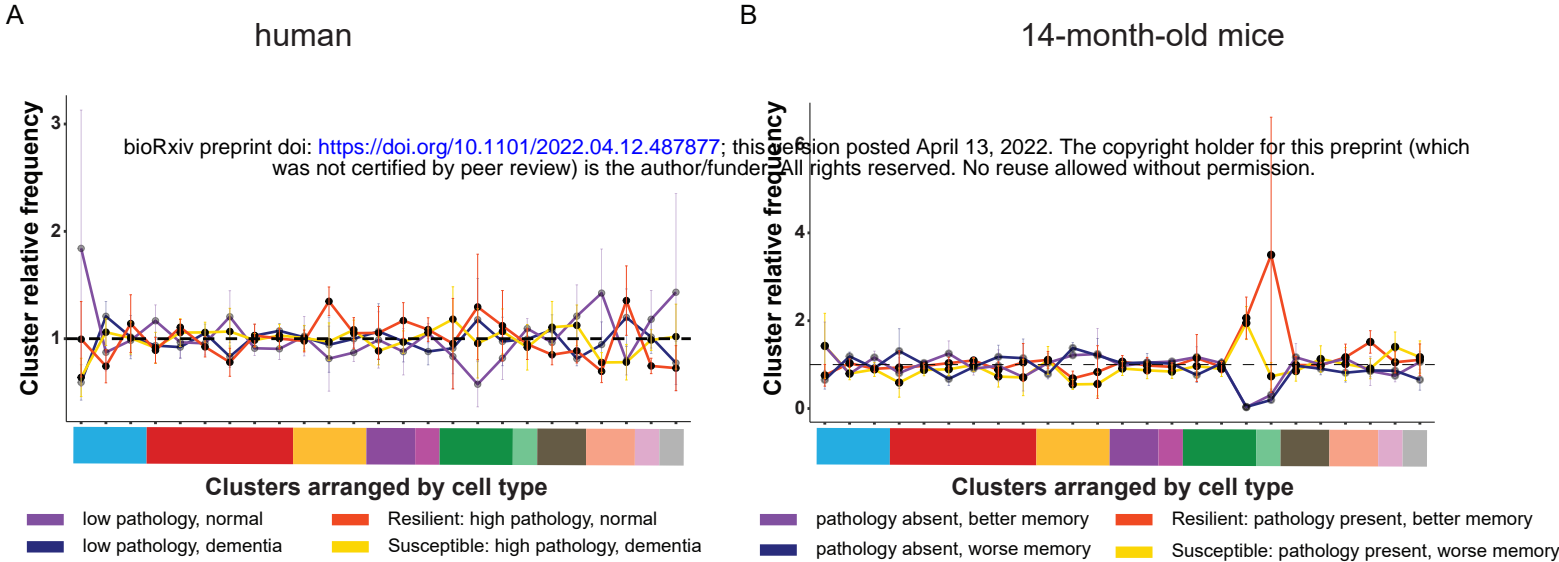 A
B
human
14-month-old mice
bioRxiv preprint doi: https://doi.org/10.1101/2022.04.12.487877; this version posted April 13, 2022. The copyright holder for this preprint (which
was not certified by peer review) is the author/funder. All rights reserved. No reuse allowed without permission.
Cluster relative frequency
3
2
1
Cluster relative frequency
6
4
2
0
Clusters arranged by cell type
Clusters arranged by cell type
low pathology, normal
Resilient: high pathology, normal
low pathology, dementia
Susceptible: high pathology, dementia
pathology absent, better memory
Resilient: pathology present, better memory
pathology absent, worse memory
Susceptible: pathology present, worse memory